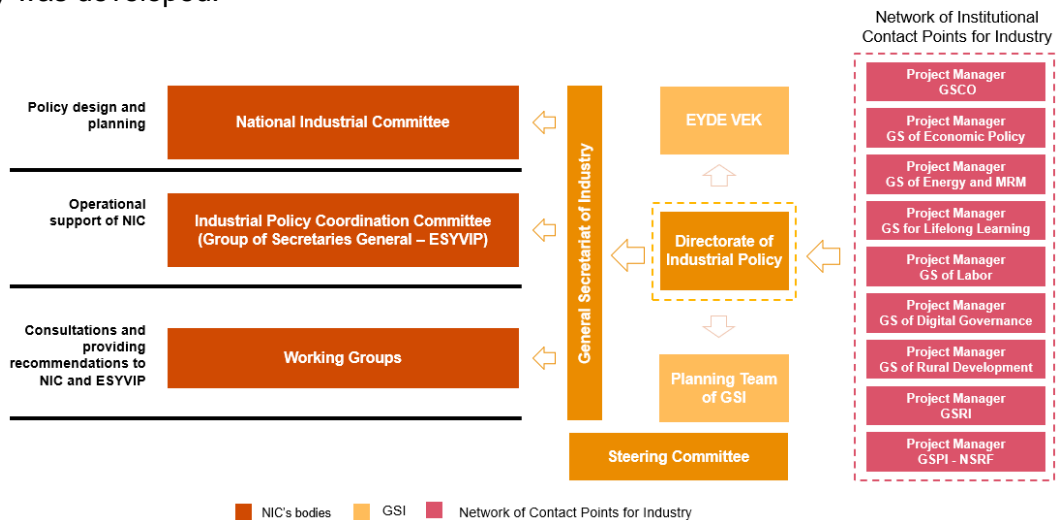 was developed.
Network of Institutional
Contact Points for Industry
Policy design and
planning
National Industrial Committee
Operational
support of NIC
Industrial Policy Coordination Committee
(Group of Secretaries General – ESYVIP)
Consultations and
providing
recommendations to
NIC and ESYVIP
Working Groups
General Secretariat of Industry
EYDE VEK
Directorate of
Industrial Policy
Planning Team
of GSI
Steering Committee
Project Manager
GSCO
Project Manager
GS of Economic Policy
Project Manager
GS of Energy and MRM
Project Manager
GS for Lifelong Learning
Project Manager
GS of Labor
Project Manager
GS of Digital Governance
Project Manager
GS of Rural Development
Project Manager
GSRI
Project Manager
GSPI - NSRF
NIC's bodies
GSI
Network of Contact Points for Industry